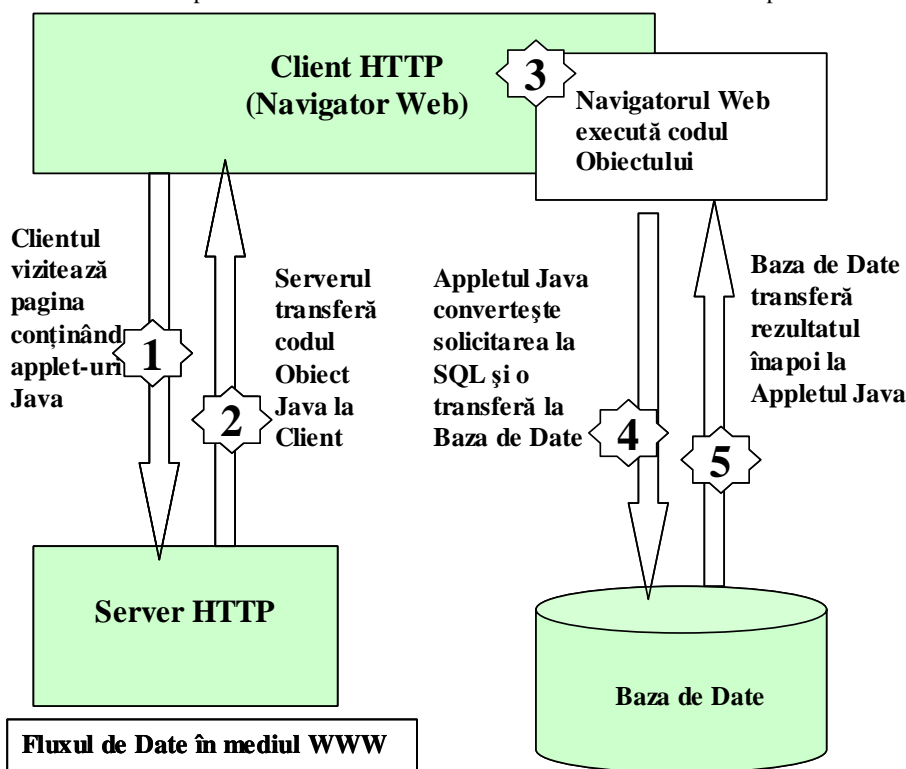 Client HTTP
(Navigator Web)
3
Navigatorul Web
execută codul
Obiectului
Clientul
vizitează
pagina
conținând
applet-uri
Java
1
Serverul
transferă
codul
Obiect
Java la
Client
2
Appletul Java
converteşte
solicitarea la
SQL şi o
transferă la
Baza de Date
4
Baza de Date
transferă
rezultatul
înapoi la
Appletul Java
5
Server HTTP
Baza de Date
Fluxul de Date în mediul WWW